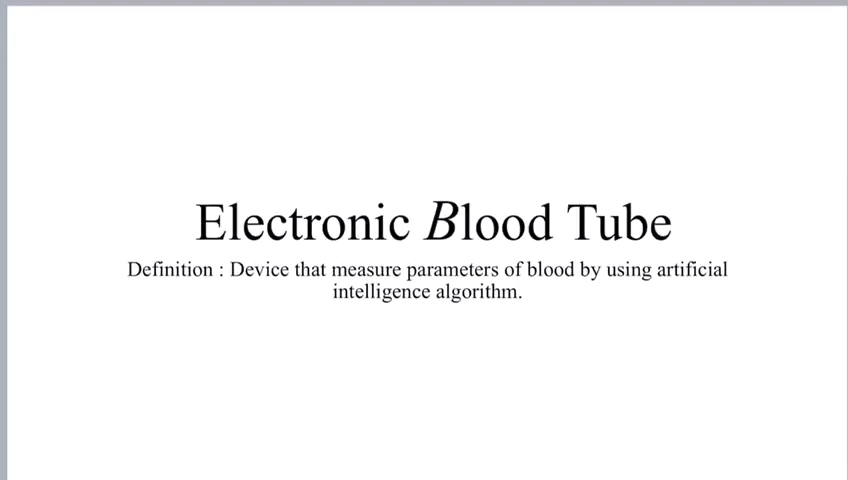 Electronic Blood Tube
Definition : Device that measure parameters of blood by using artificial
intelligence algorithm.